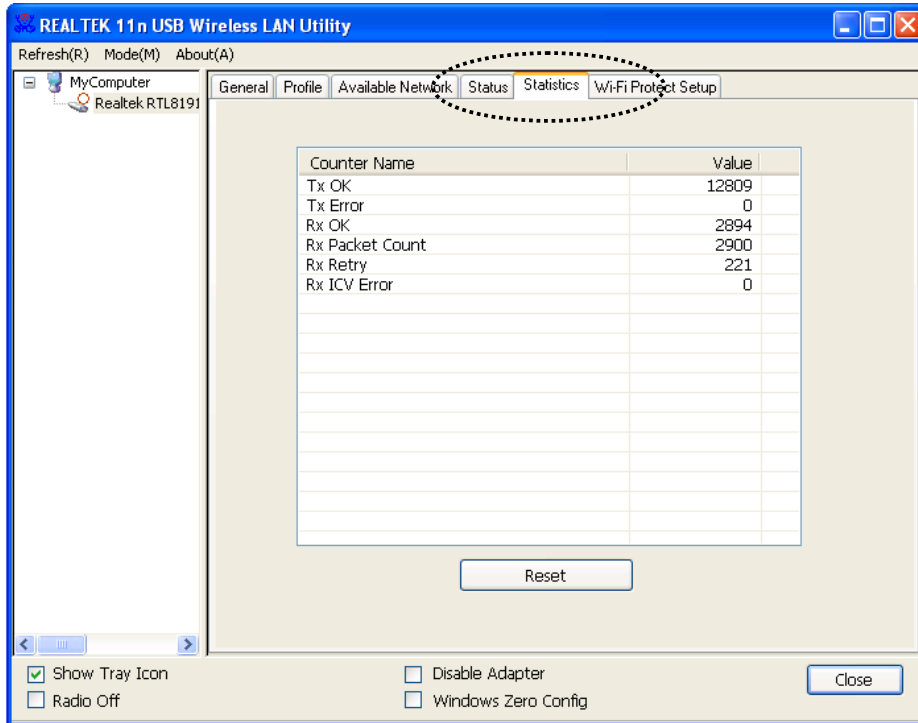 REALTEK 11n USB Wireless LAN Utility
Refresh(R) Mode(M) About(A)
MyComputer
Realtek RTL8191
General Profile Available Network Status Statistics Wi-Fi Protect Setup
Counter Name Value
Tx OK 12809
Tx Error 0
Rx OK 2894
Rx Packet Count 2900
Rx Retry 221
Rx ICV Error 0
Reset
Show Tray Icon Disable Adapter Close
Radio Off Windows Zero Config